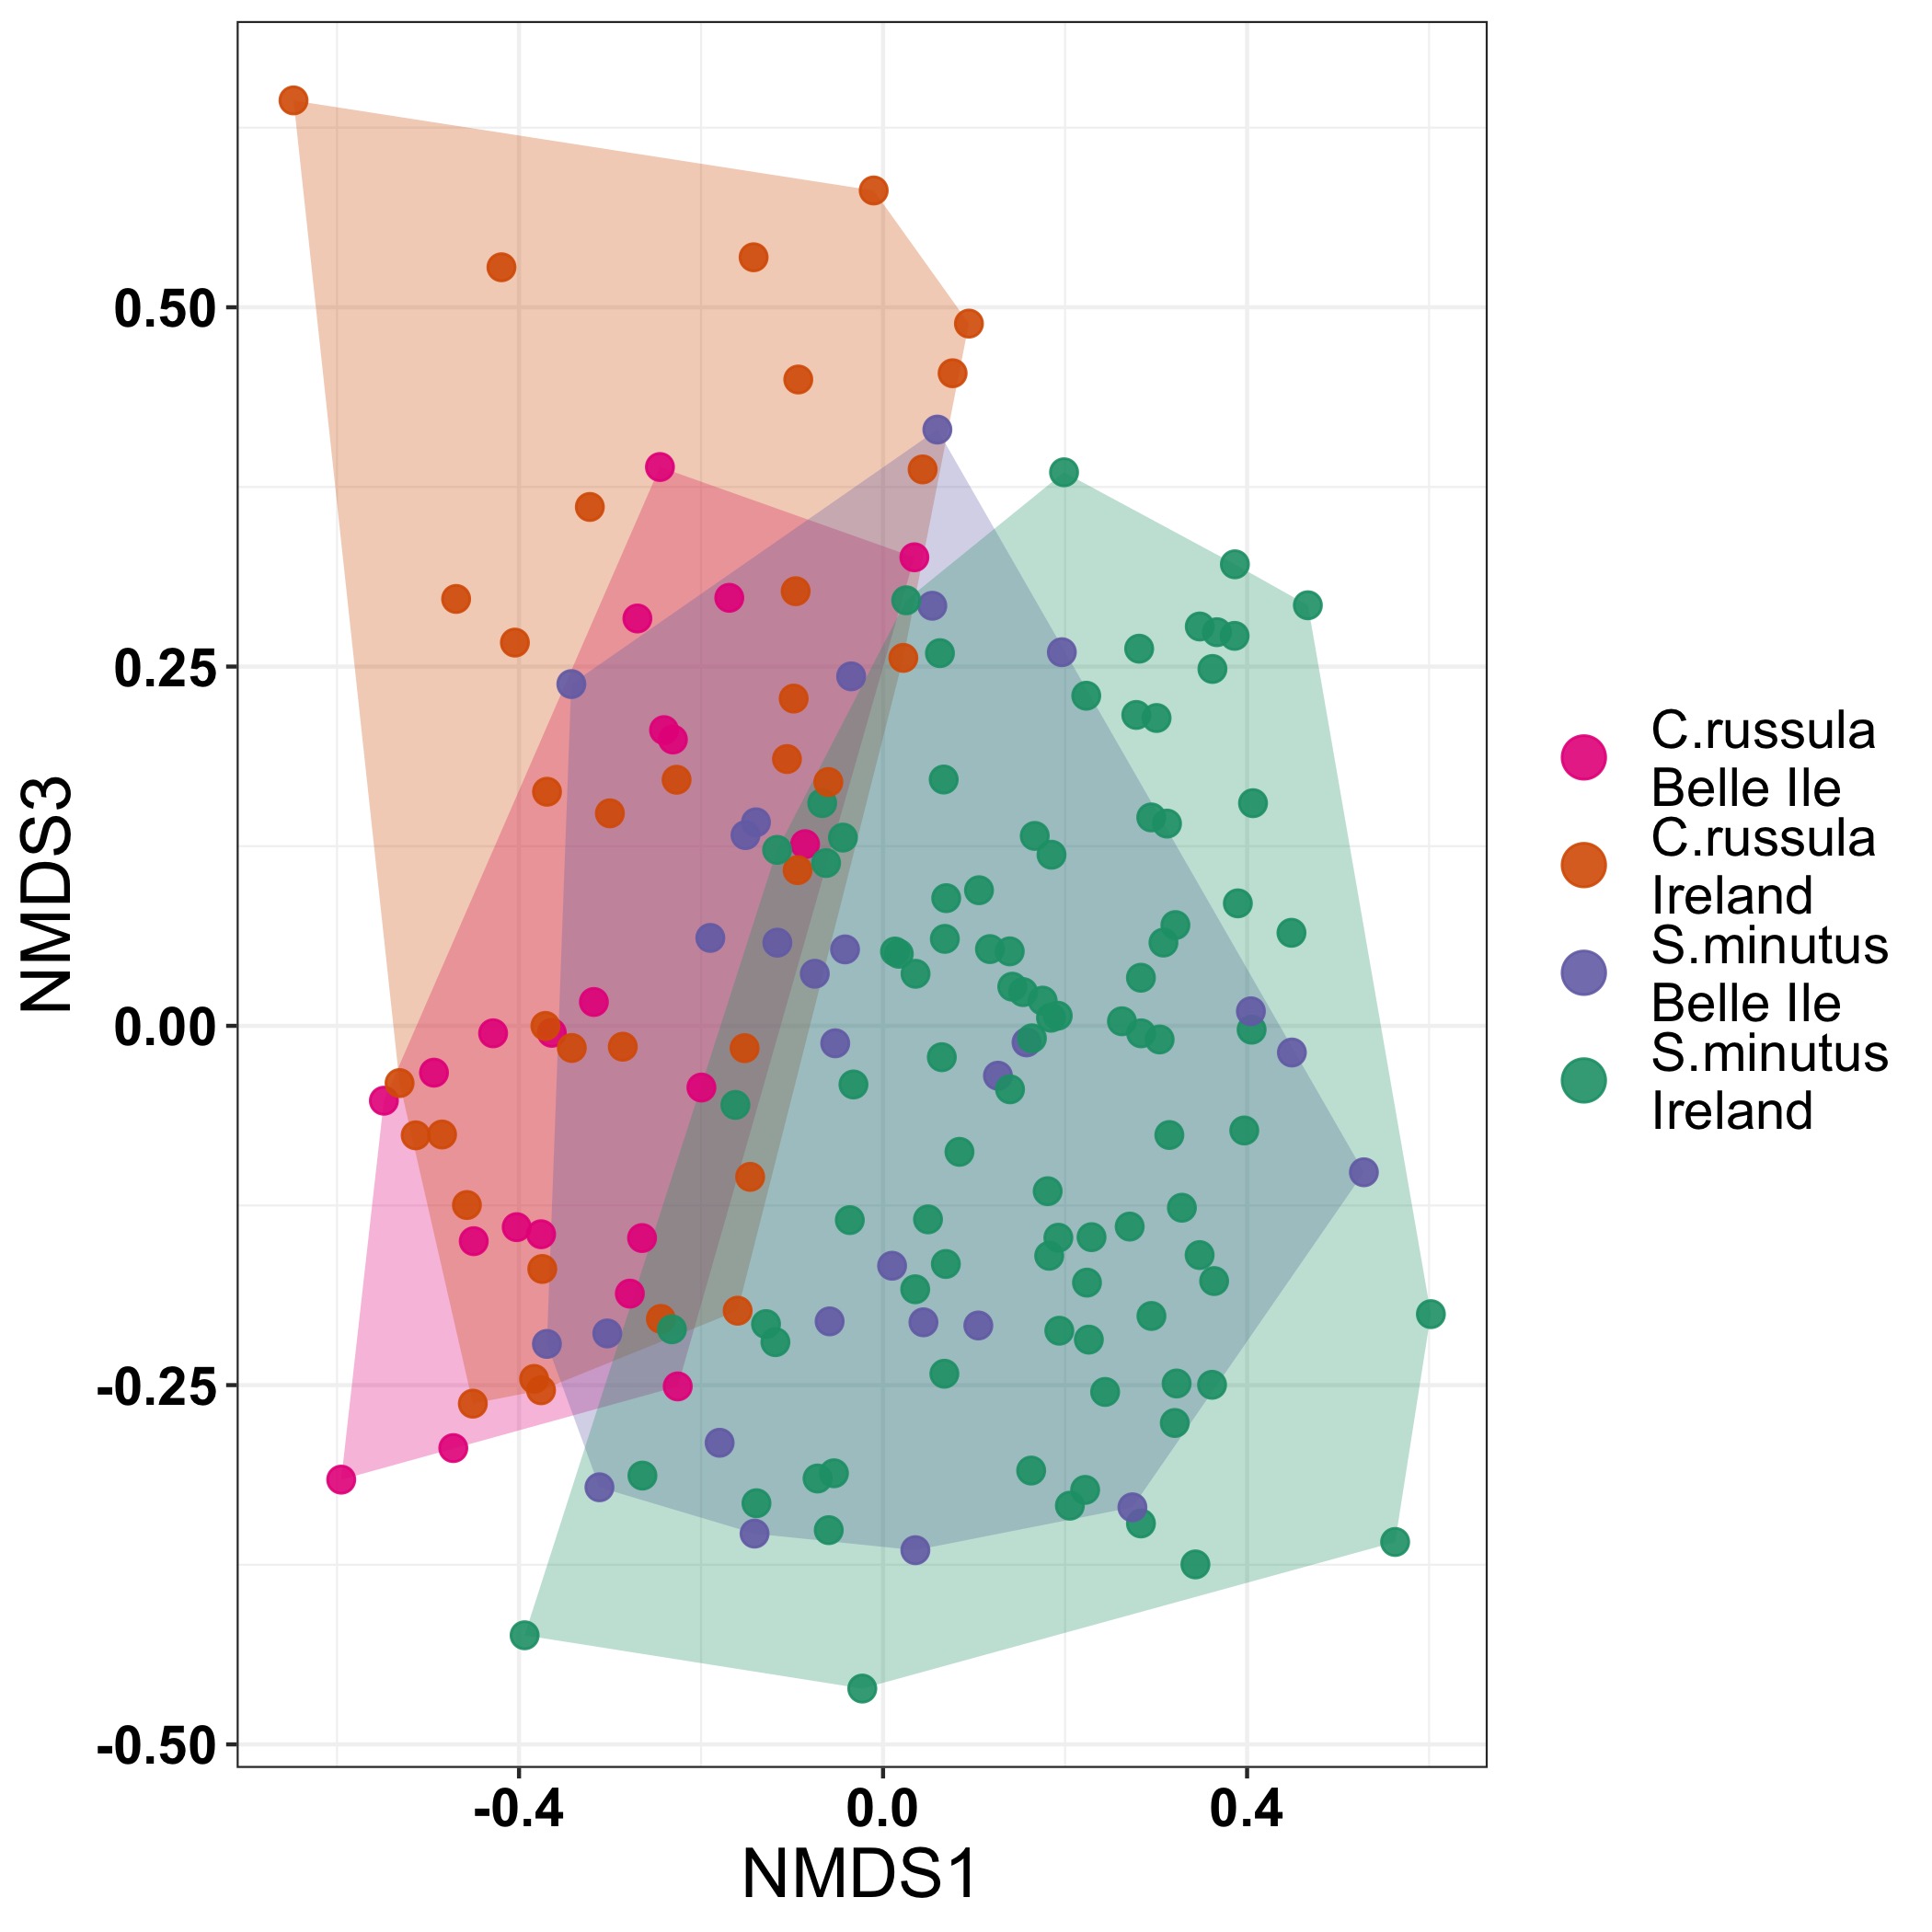 NMDS3
0.50
0.25
0.00
-0.25
-0.50
-0.4
0.0
0.4
NMDS1
C.russula
Belle Ile
C.russula
Ireland
S.minutus
Belle Ile
S.minutus
Ireland